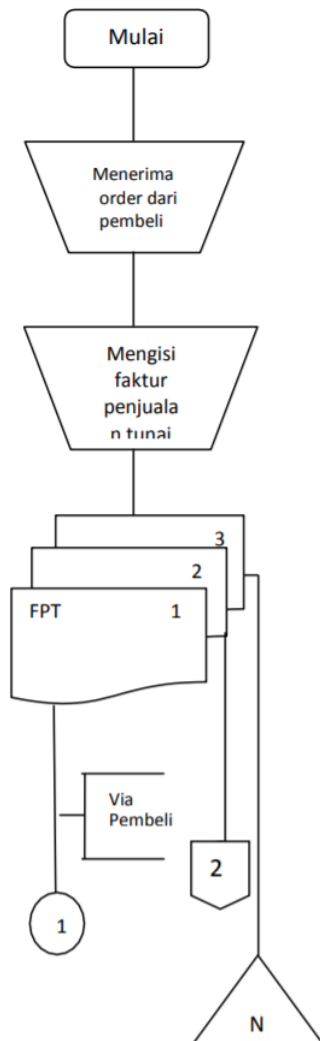 Mulai
Menerima
order dari
pembeli
Mengisi
faktur
penjuala
n tunai
3
2
FPT 1
Via
Pembeli
2
1
N